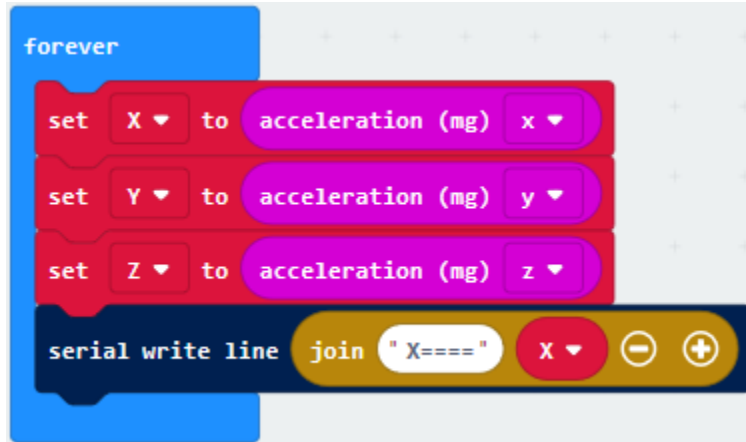 forever
set X to acceleration (mg) x
set Y to acceleration (mg) y
set Z to acceleration (mg) z
serial write line join "X====" X